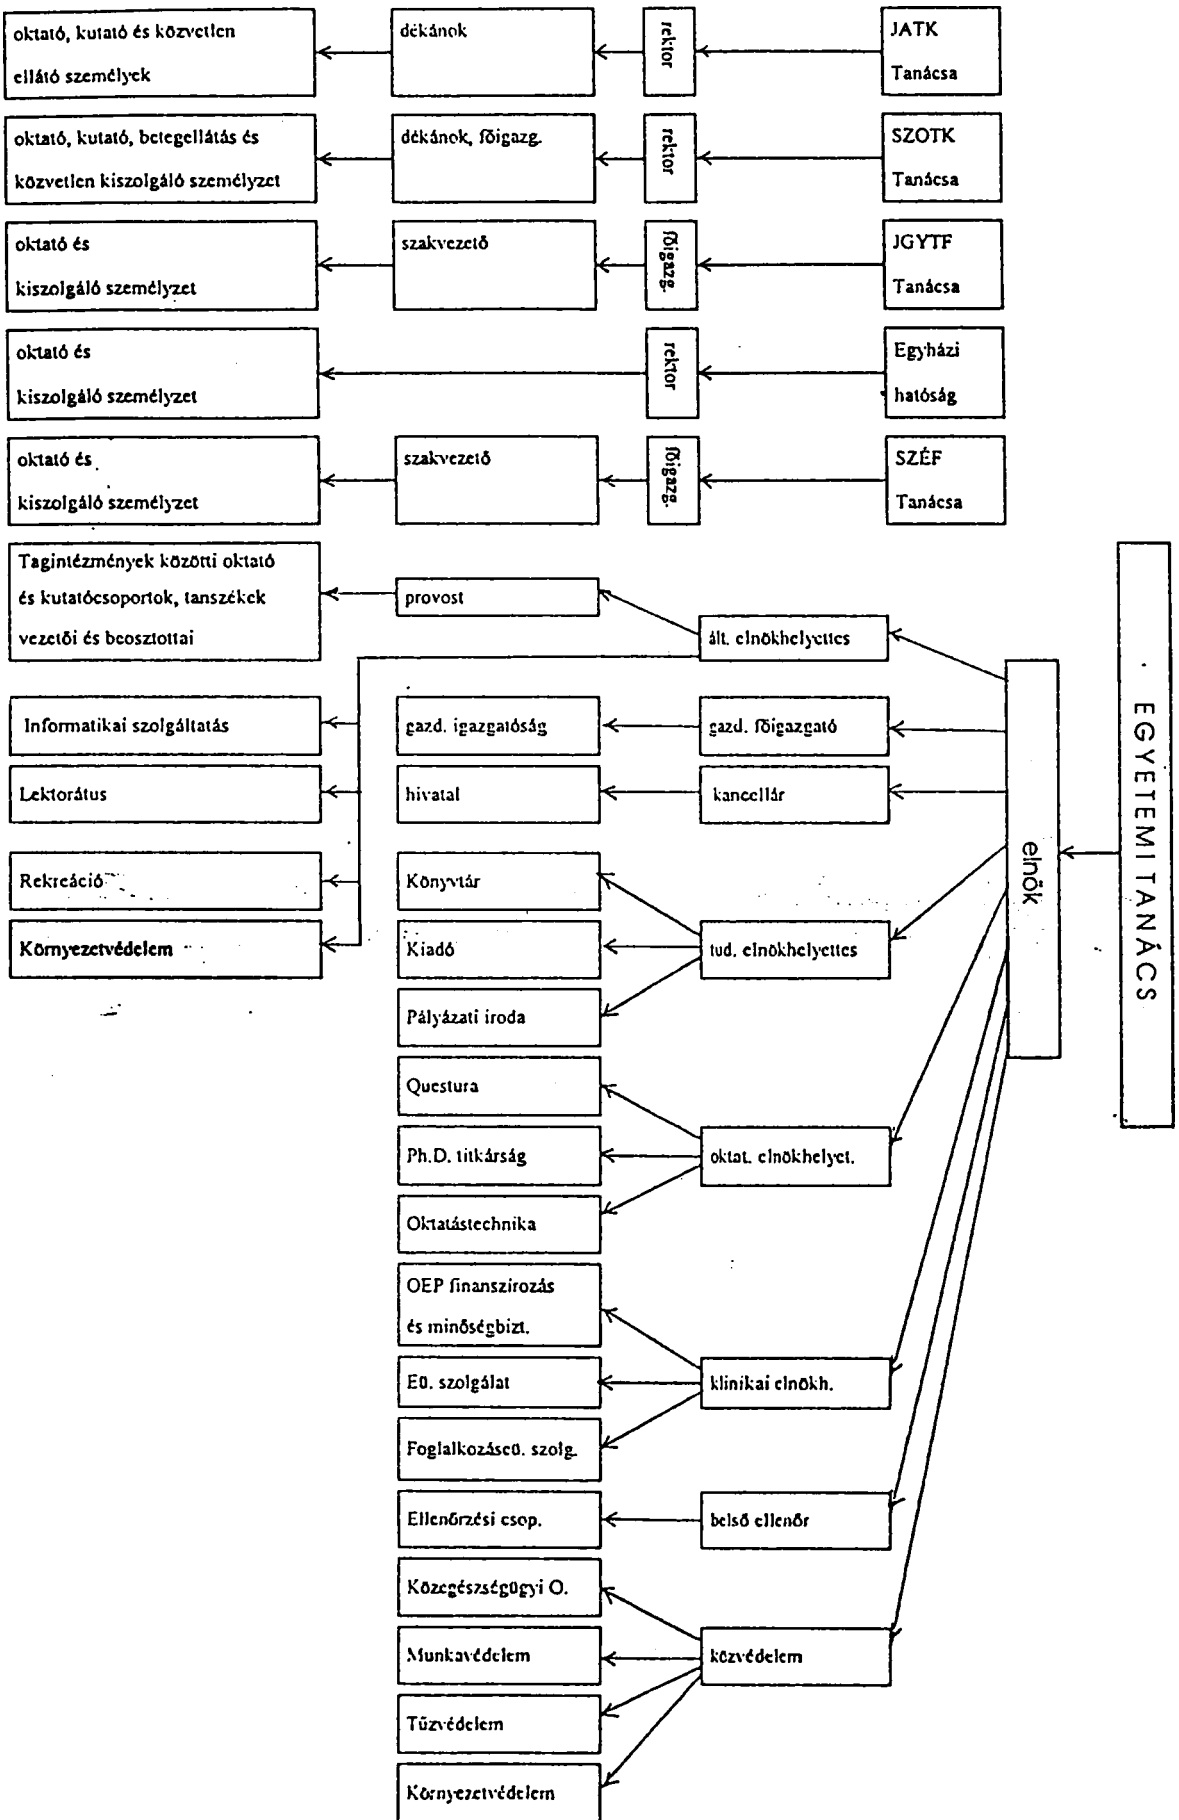 oktató, kutató és közvetlen
ellátó személyek
dékánok
rektor
JATK
Tanácsa
oktató, kutató, betegellátás és
közvetlen kiszolgáló személyzet
dékánok, főigazg.
rektor
SZOTK
Tanácsa
oktató és
kiszolgáló személyzet
szakvezető
főigazg.
JGYTF
Tanácsa
oktató és
kiszolgáló személyzet
rektor
Egyházi
hatóság
oktató és
kiszolgáló személyzet
szakvezető
főigazg.
SZÉF
Tanácsa
Tagintézmények közötti oktató
és kutatócsoportok, tanszékek
vezetői és beosztottai
provost
ált. elnökhelyettes
EGYETEMI TANÁCS
elnök
Informatikai szolgáltatás
gazd. igazgatóság
gazd. főigazgató
Lektorátus
hivatal
kancellár
Rekreáció
Könyvtár
Környezetvédelem
Kiadó
tud. elnökhelyettes
Pályázati iroda
Questura
Ph.D. titkárság
oktat. elnökhelyet.
Oktatástechnika
OEP finanszírozás
és minőségbizt.
Eü. szolgálat
klinikai elnökh.
Foglalkozáseü. szolg.
Ellenőrzési csop.
belső ellenőr
Közegészségügyi O.
Munkavédelem
közvédelem
Tűzvédelem
Környezetvédelem